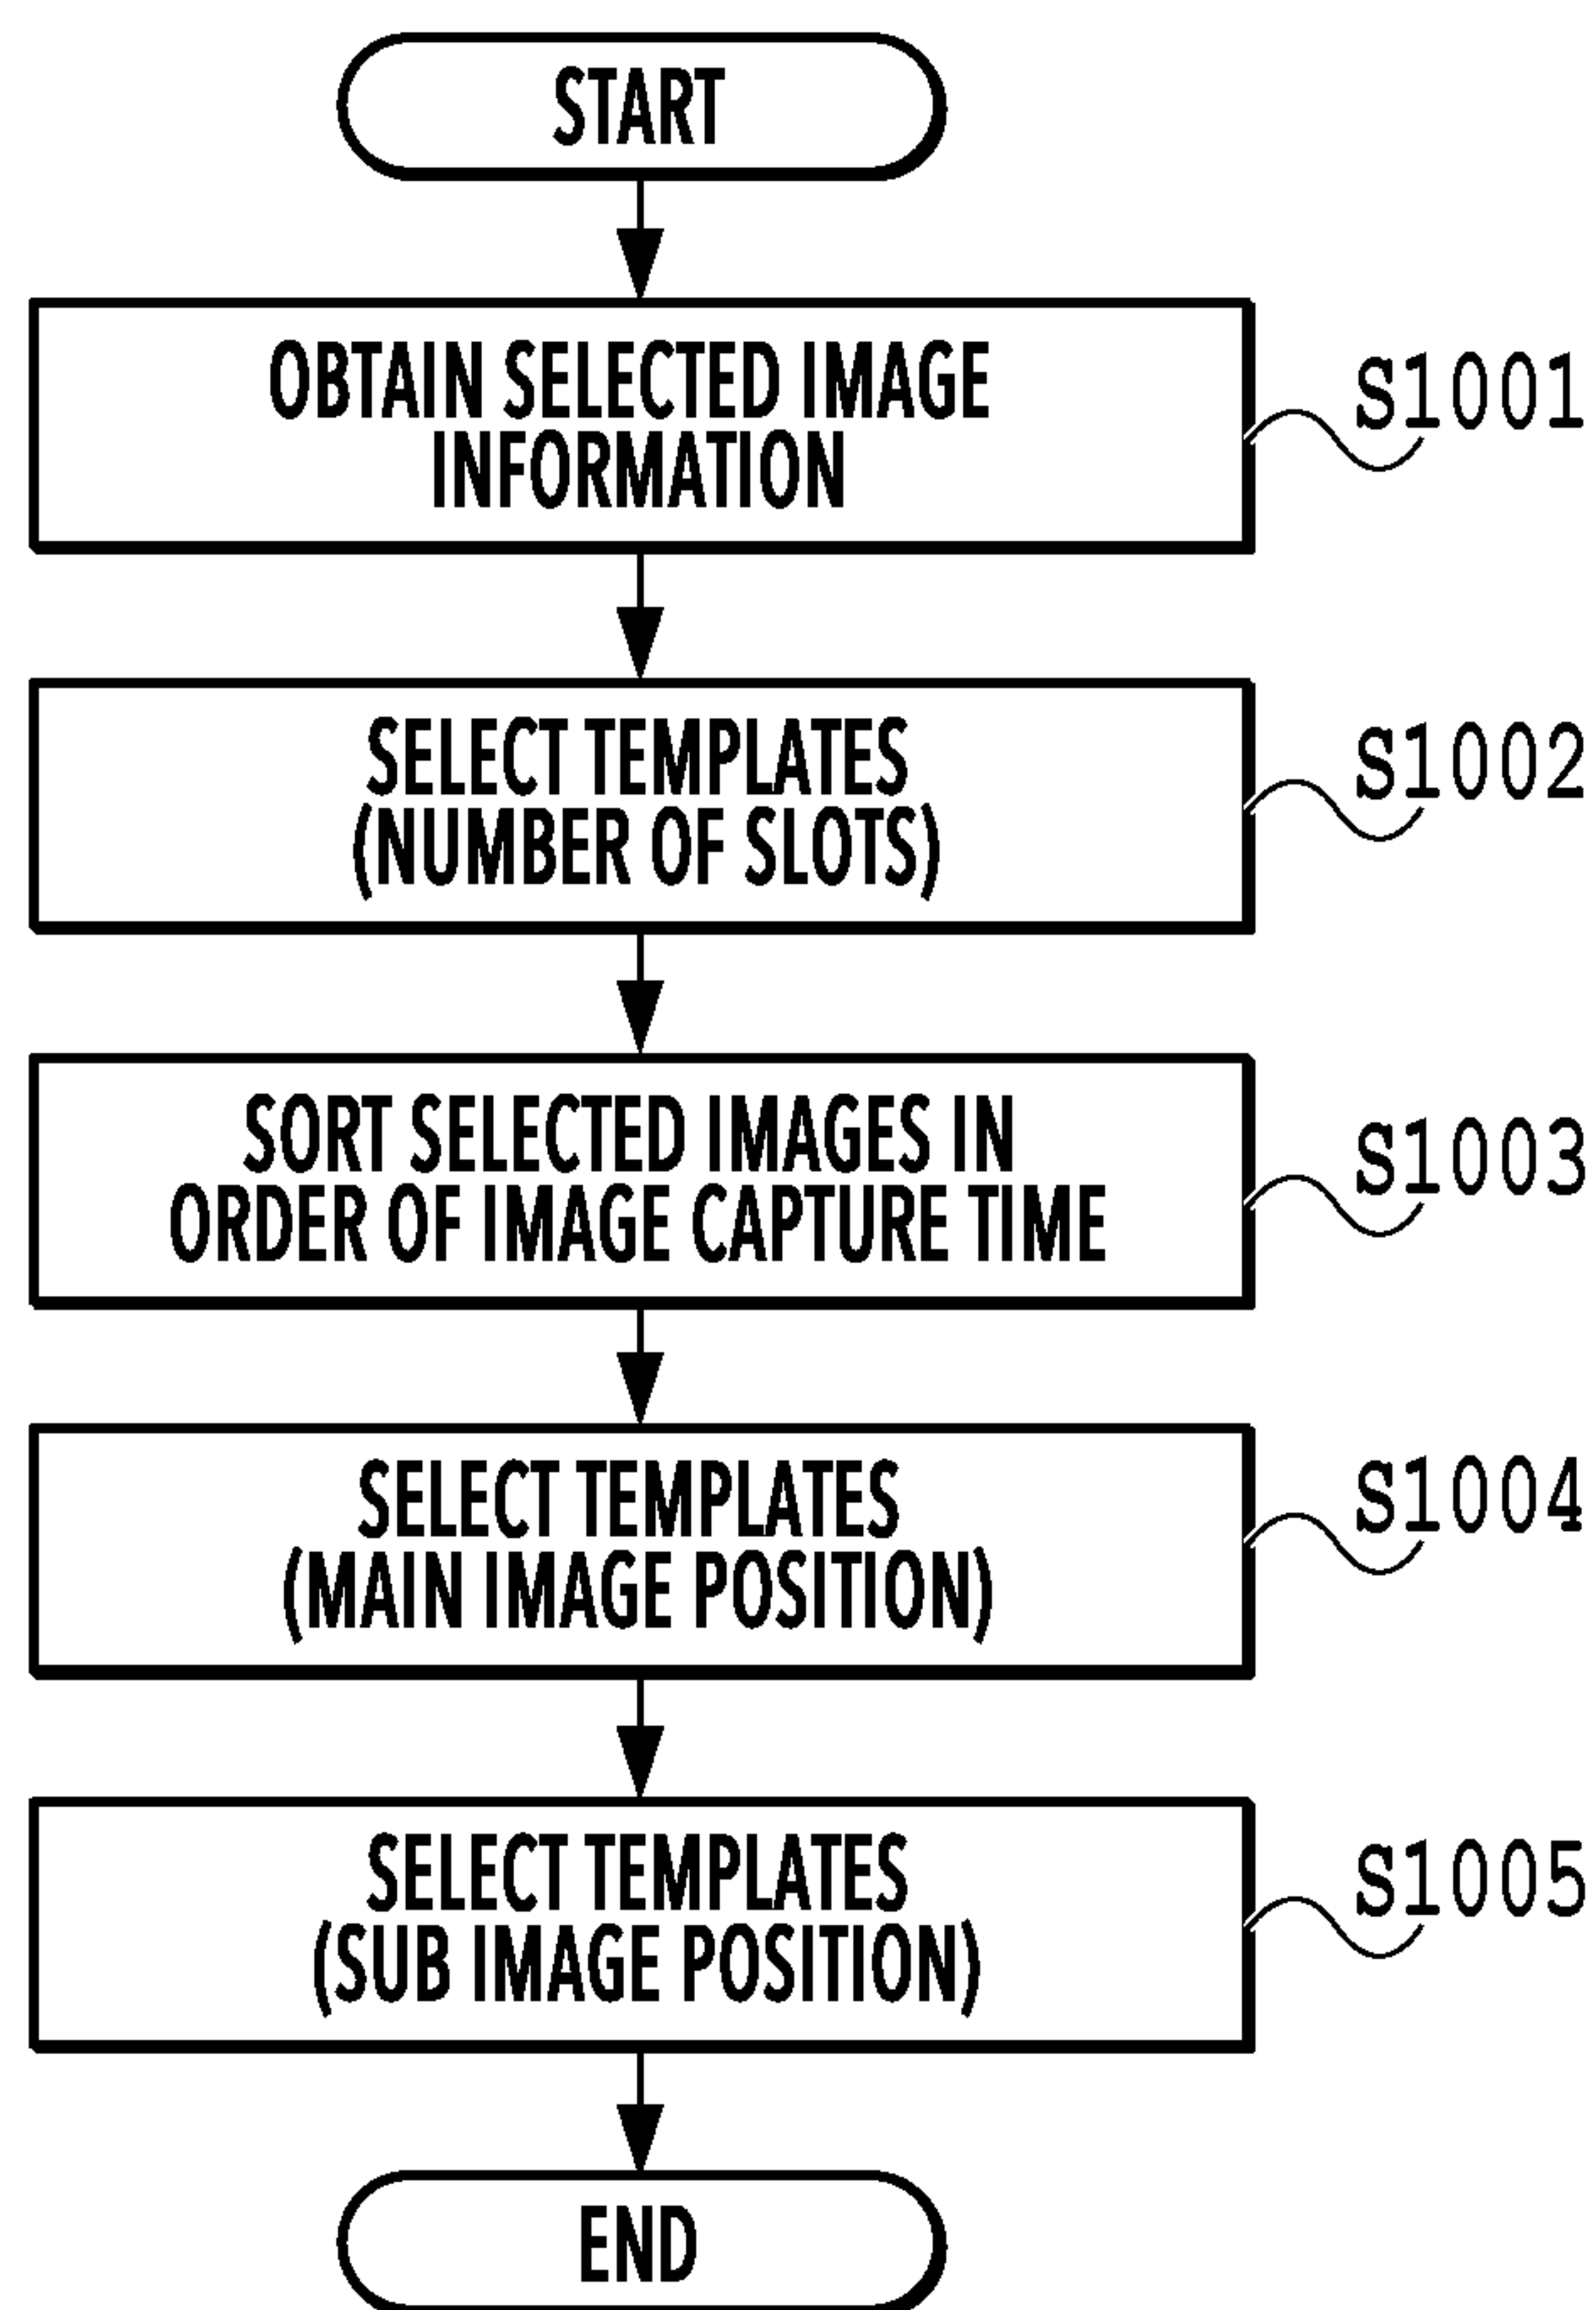 START
OBTAIN SELECTED IMAGE
INFORMATION
S1001
SELECT TEMPLATES
(NUMBER OF SLOTS)
S1002
SORT SELECTED IMAGES IN
ORDER OF IMAGE CAPTURE TIME
S1003
SELECT TEMPLATES
(MAIN IMAGE POSITION)
S1004
SELECT TEMPLATES
(SUB IMAGE POSITION)
S1005
END